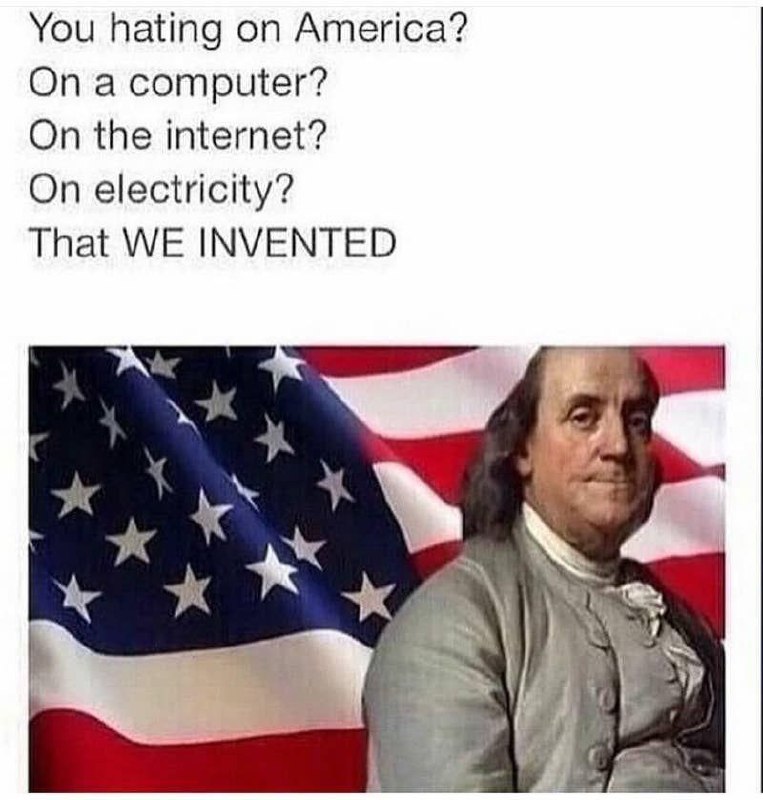 You hating on America?
On a computer?
On the internet?
On electricity?
That WE INVENTED